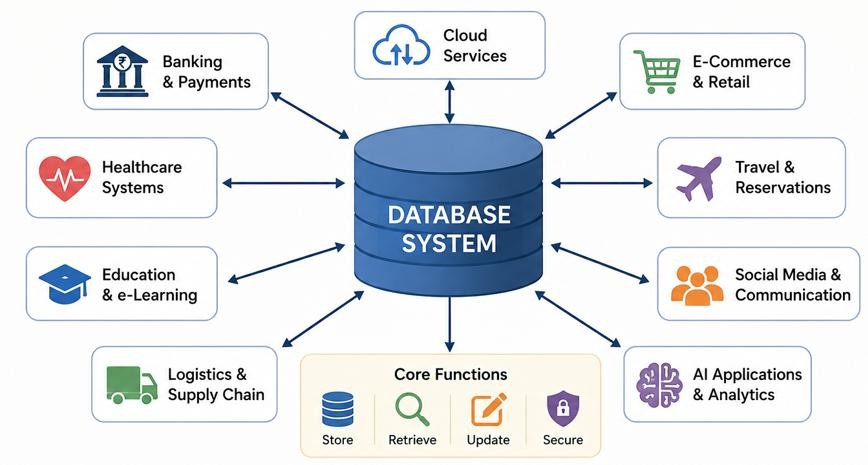 Cloud
Services
Banking
& Payments
₹
E-Commerce
& Retail
Healthcare
Systems
Travel &
Reservations
DATABASE
SYSTEM
Education
& e-Learning
Social Media &
Communication
Logistics &
Supply Chain
AI Applications
& Analytics
Core Functions
Store
Retrieve
Update
Secure